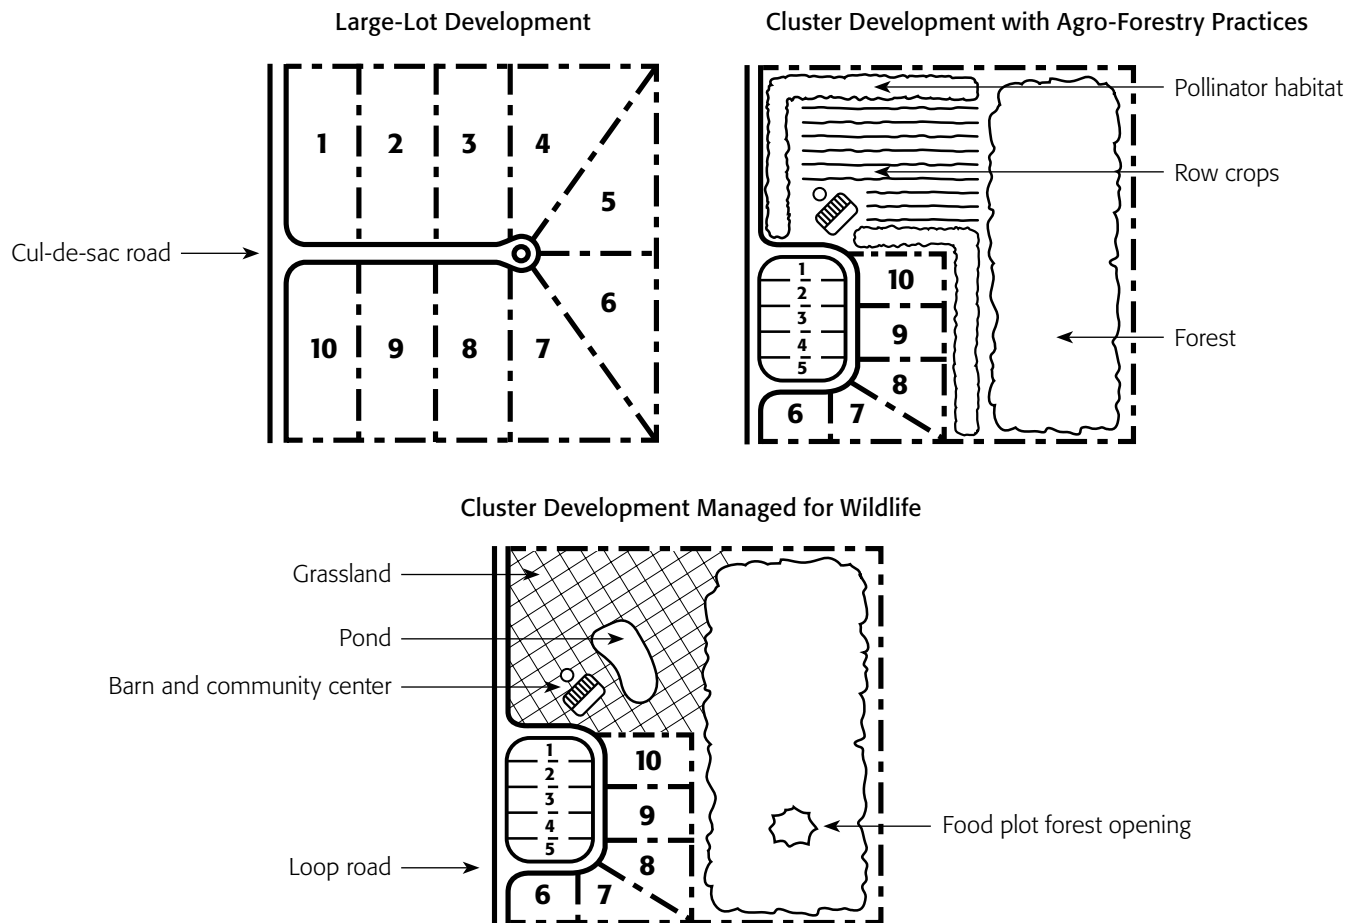 Large-Lot Development
1 2 3 4
5
Cul-de-sac road
6
10 9 8 7
Cluster Development with Agro-Forestry Practices
Pollinator habitat
Row crops
Forest
1
2
3
4
5
10
9
8
6 7
Cluster Development Managed for Wildlife
Grassland
Pond
Barn and community center
1
2
3
4
5
10
9
8
6 7
Loop road
Food plot forest opening